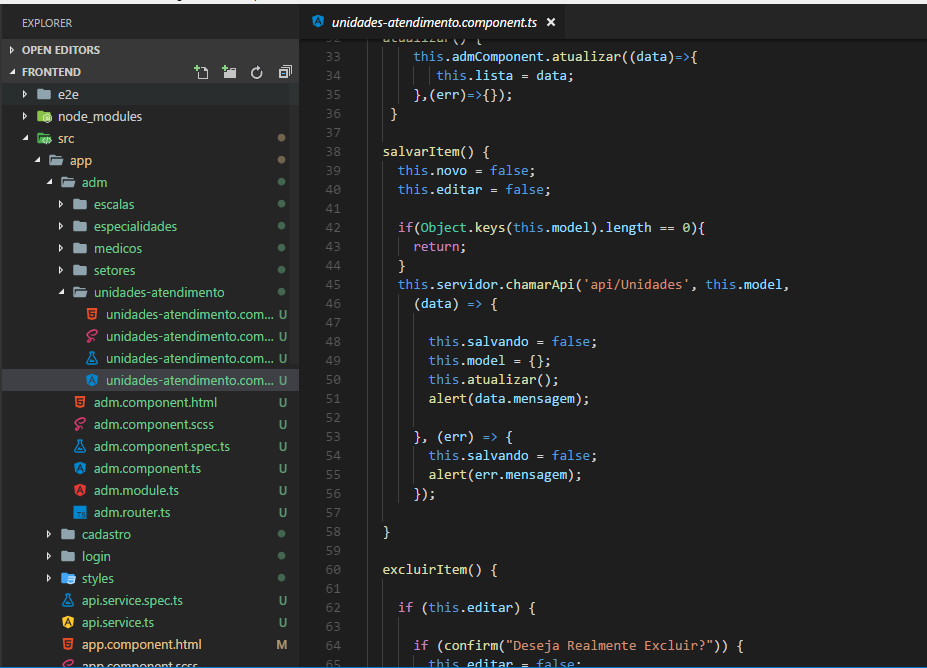 EXPLORER
OPEN EDITORS
FRONTEND
e2e
node_modules
src
app
adm
escalas
especialidades
medicos
setores
unidades-atendimento
unidades-atendimento.com... U
unidades-atendimento.com... U
unidades-atendimento.com... U
unidades-atendimento.com... U
adm.component.html U
adm.component.scss U
adm.component.spec.ts U
adm.component.ts U
adm.module.ts U
adm.router.ts U
cadastro
login
styles
api.service.spec.ts U
api.service.ts U
app.component.html M
app.component.scss
unidades-atendimento.component.ts ×
32 atualizar() {
33 this.admComponent.atualizar((data)=>{
34 this.lista = data;
35 },(err)=>{});
36 }
37
38 salvarItem() {
39 this.novo = false;
40 this.editar = false;
41
42 if(Object.keys(this.model).length == 0){
43 return;
44 }
45 this.servidor.chamarApi('api/Unidades', this.model,
46 (data) => {
47
48 this.salvando = false;
49 this.model = {};
50 this.atualizar();
51 alert(data.mensagem);
52
53 }, (err) => {
54 this.salvando = false;
55 alert(err.mensagem);
56 });
57
58 }
59
60 excluirItem() {
61
62 if (this.editar) {
63
64 if (confirm("Deseja Realmente Excluir?")) {
65 this.editar = false;